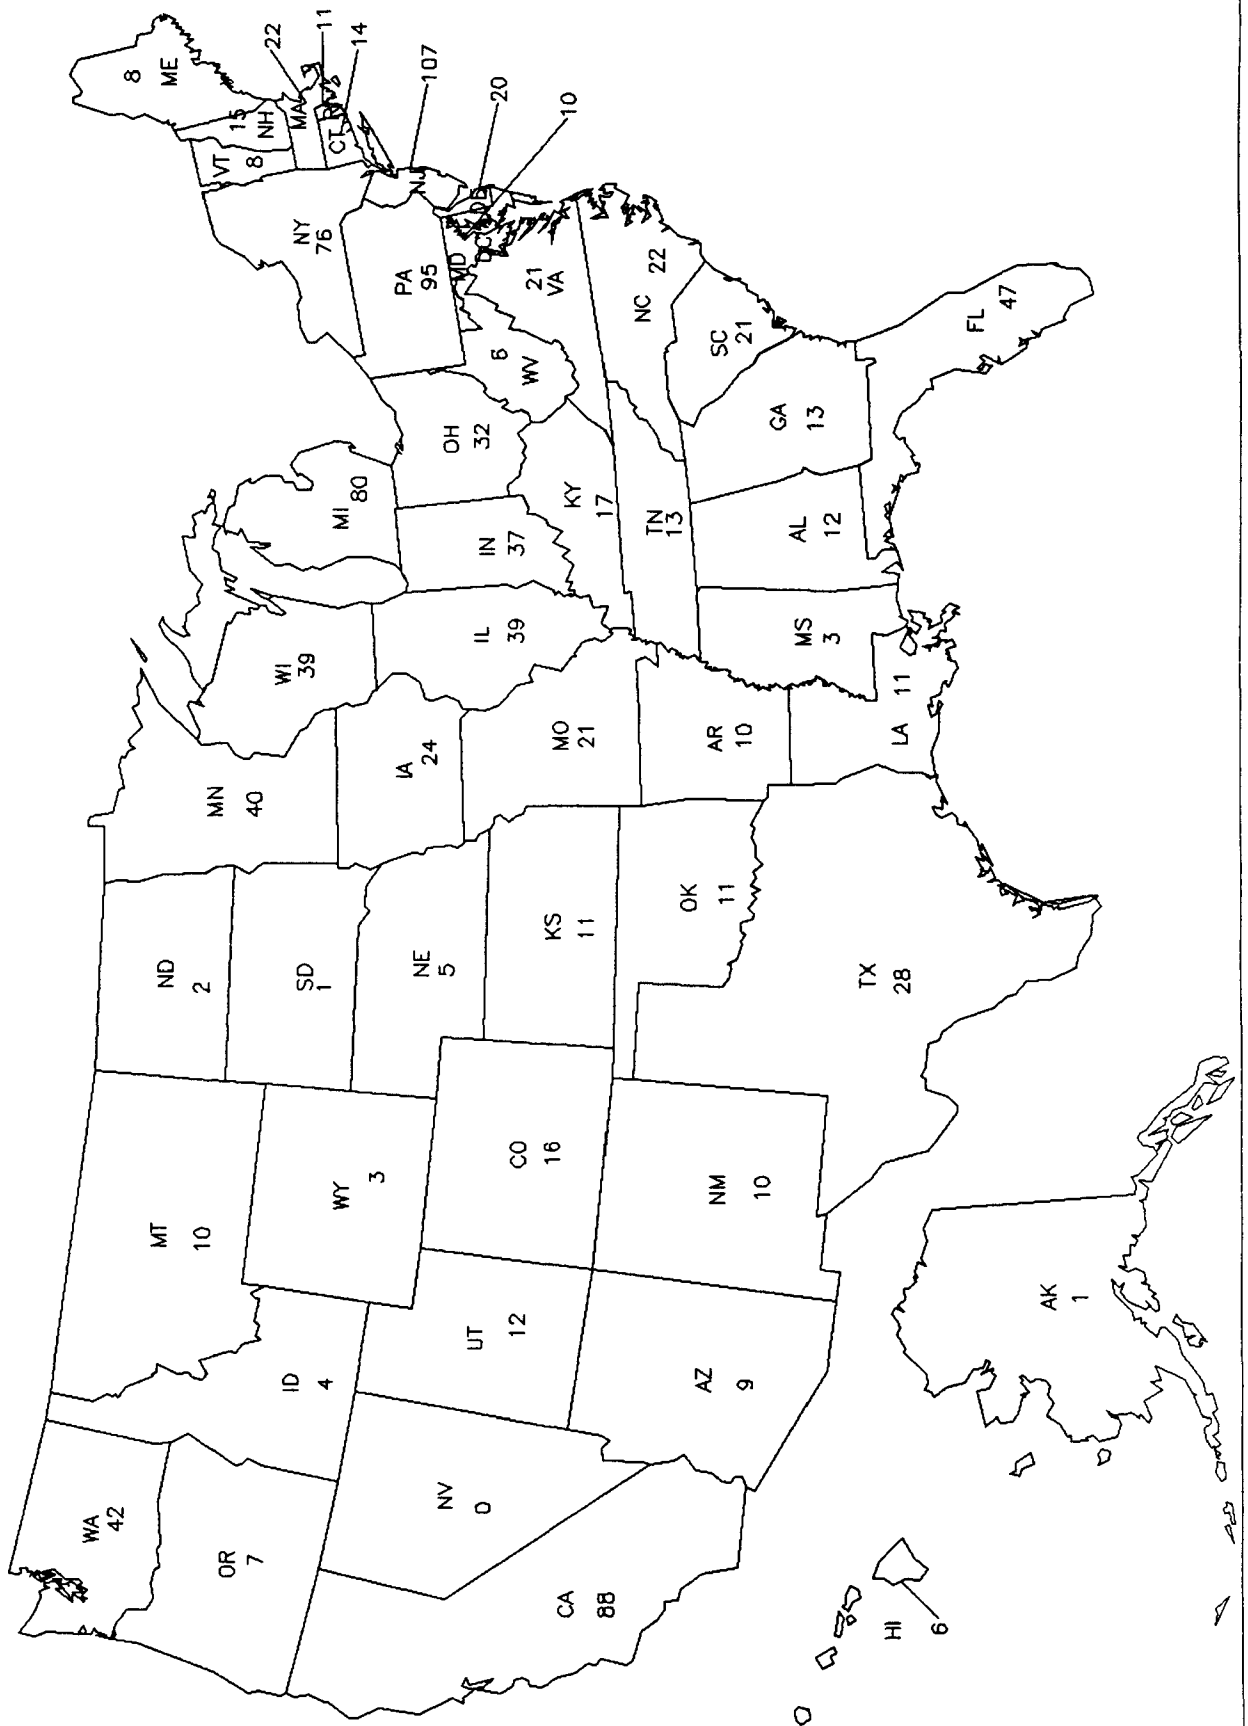 WA
42
OR
7
CA
88
NV
0
ID
4
MT
10
WY
3
UT
12
CO
16
AZ
9
NM
10
ND
2
SD
1
NE
5
KS
11
OK
11
TX
28
MN
40
IA
24
MO
21
AR
10
LA
11
WI
39
IL
39
MI
80
IN
37
OH
32
KY
17
TN
13
MS
3
AL
12
GA
13
FL
47
SC
21
NC
22
21
VA
6
WV
PA
95
NY
76
VT
8
15
NH
8
ME
MA
22
RI
11
CT
14
NJ
107
DE
20
MD
10
DC
AK
1
HI
6